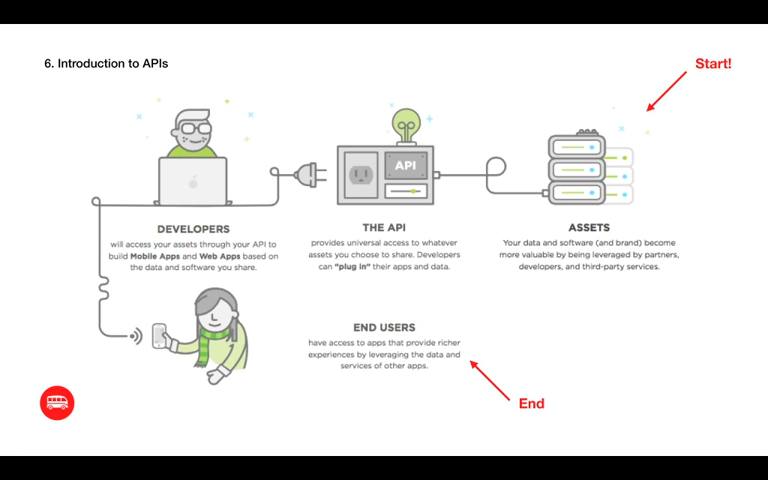 6. Introduction to APIs
Start!
API
DEVELOPERS
will access your assets through your API to
build Mobile Apps and Web Apps based on
the data and software you share.
THE API
provides universal access to whatever
assets you choose to share. Developers
can "plug in" their apps and data.
ASSETS
Your data and software (and brand) become
more valuable by being leveraged by partners,
developers, and third-party services.
END USERS
have access to apps that provide richer
experiences by leveraging the data and
services of other apps.
End